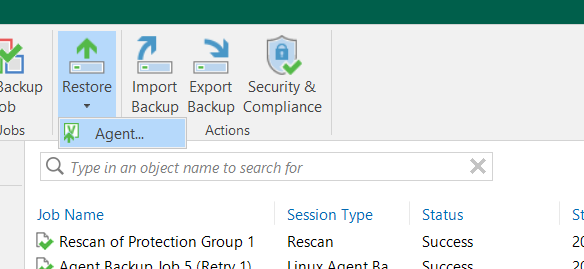 Backup Restore Import Export Security &
Job Backup Backup Compliance
Jobs Actions
Agent...
Type in an object name to search for
Job Name Session Type Status St
Rescan of Protection Group 1 Rescan Success 20
Agent Backup Job 5 (Retry 1) Linux Agent Ba Success 20